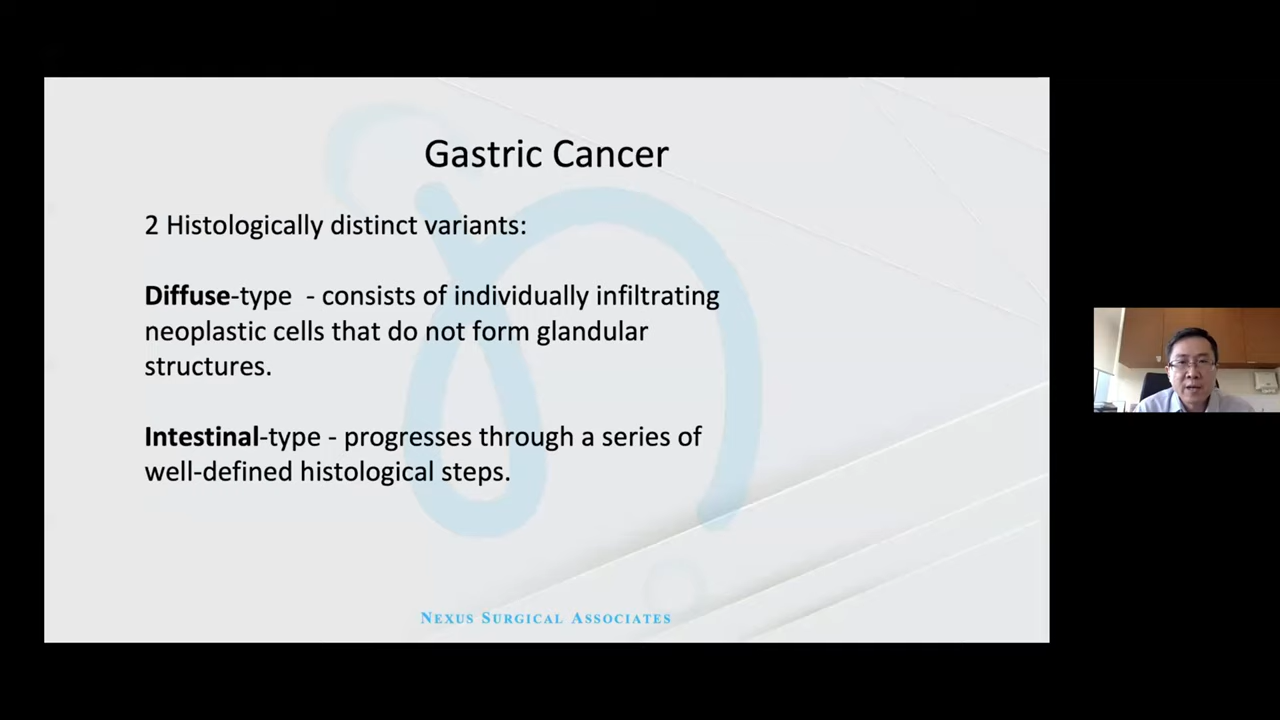 Gastric Cancer
2 Histologically distinct variants:
Diffuse-type - consists of individually infiltrating
neoplastic cells that do not form glandular
structures.
Intestinal-type - progresses through a series of
well-defined histological steps.
Nexus Surgical Associates